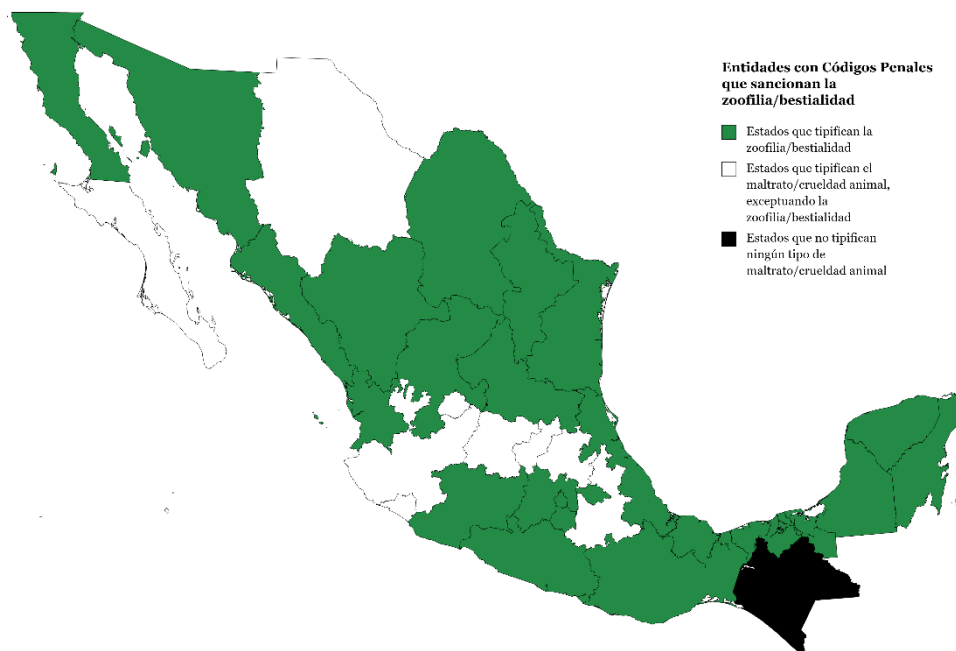 Entidades con Códigos Penales
que sancionan la
zoofilia/bestialidad
Estados que tipifican la
zoofilia/bestialidad
Estados que tipifican el
maltrato/crueldad animal,
exceptuando la
zoofilia/bestialidad
Estados que no tipifican
ningún tipo de
maltrato/crueldad animal